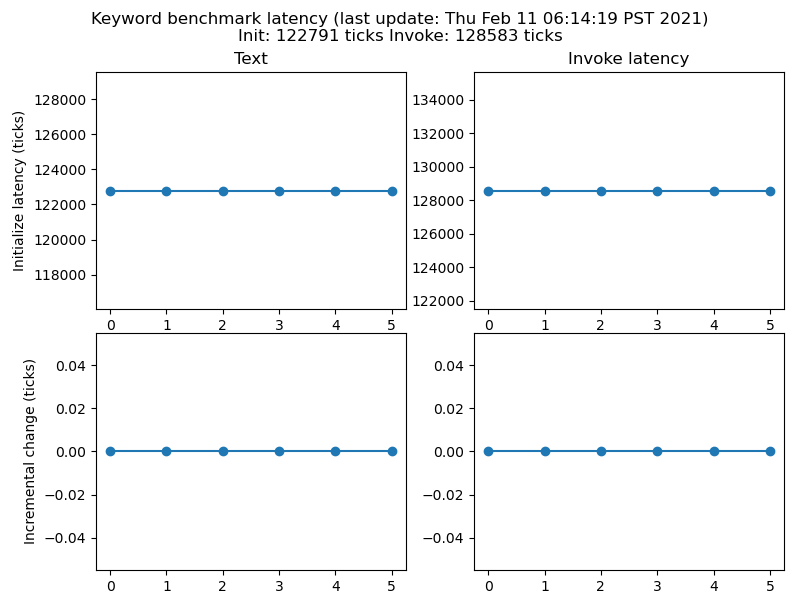 Keyword benchmark latency (last update: Thu Feb 11 06:14:19 PST 2021)
Init: 122791 ticks Invoke: 128583 ticks
Text
Invoke latency
Initialize latency (ticks)
128000
126000
124000
122000
120000
118000
0 1 2 3 4 5
134000
132000
130000
128000
126000
124000
122000
0 1 2 3 4 5
Incremental change (ticks)
0.04
0.02
0.00
−0.02
−0.04
0 1 2 3 4 5
0.04
0.02
0.00
−0.02
−0.04
0 1 2 3 4 5